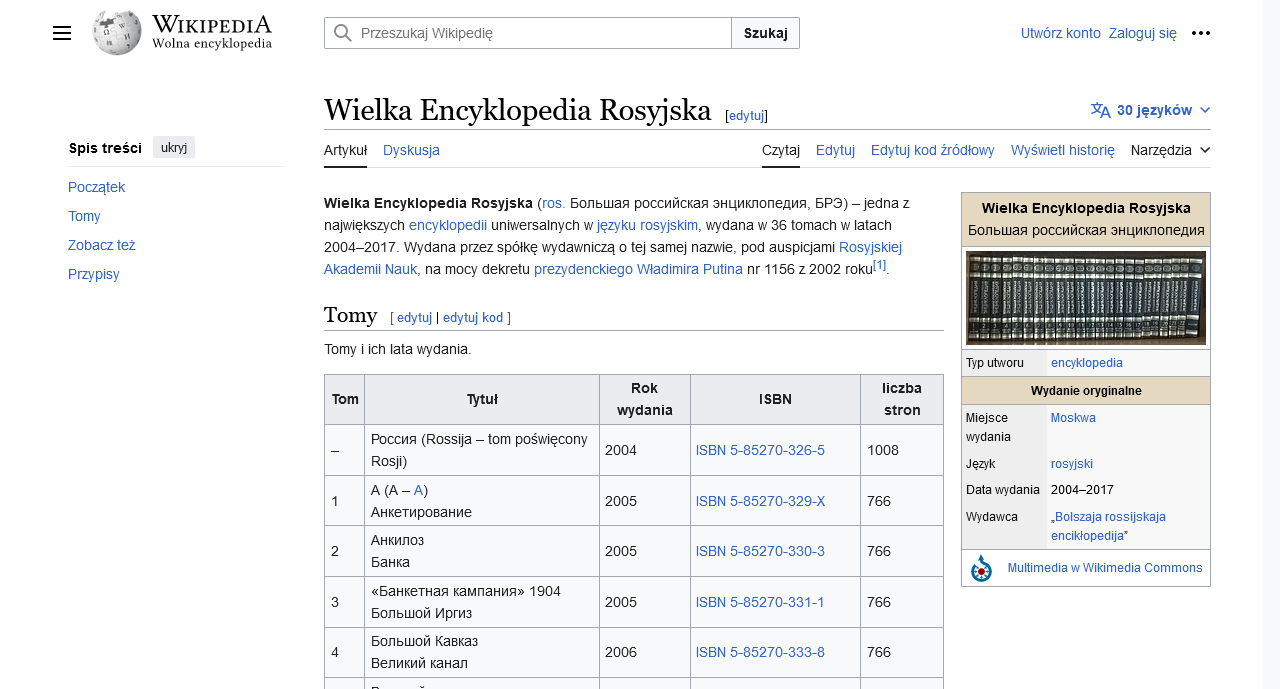 WIKIPEDIA
Wolna encyklopedia
Przeszukaj Wikipedię
Szukaj
Utwórz konto Zaloguj się
Spis treści ukryj
Początek
Tomy
Zobacz też
Przypisy
Wielka Encyklopedia Rosyjska [edytuj]
30 języków
Artykuł Dyskusja
Czytaj Edytuj Edytuj kod źródłowy Wyświetl historię Narzędzia
Wielka Encyklopedia Rosyjska (ros. Большая российская энциклопедия, БРЭ) – jedna z
największych encyklopedii uniwersalnych w języku rosyjskim, wydana w 36 tomach w latach
2004–2017. Wydana przez spółkę wydawniczą o tej samej nazwie, pod auspicjami Rosyjskiej
Akademii Nauk, na mocy dekretu prezydenckiego Władimira Putina nr 1156 z 2002 roku[1].
Tomy [ edytuj | edytuj kod ]
Tomy i ich lata wydania.
Tom Tytuł Rok wydania ISBN liczba stron
– Россия (Rossija – tom poświęcony
Rosji) 2004 ISBN 5-85270-326-5 1008
1 А (A – A)
Анкетирование 2005 ISBN 5-85270-329-X 766
2 Анкилоз
Банка 2005 ISBN 5-85270-330-3 766
3 «Банкетная кампания» 1904
Большой Иргиз 2005 ISBN 5-85270-331-1 766
4 Большой Кавказ
Великий канал 2006 ISBN 5-85270-333-8 766
Wielka Encyklopedia Rosyjska
Большая российская энциклопедия
Typ utworu encyklopedia
Wydanie oryginalne
Miejsce
wydania Moskwa
Język rosyjski
Data wydania 2004–2017
Wydawca „Bolszaja rossijskaja
encikłopedija”
Multimedia w Wikimedia Commons